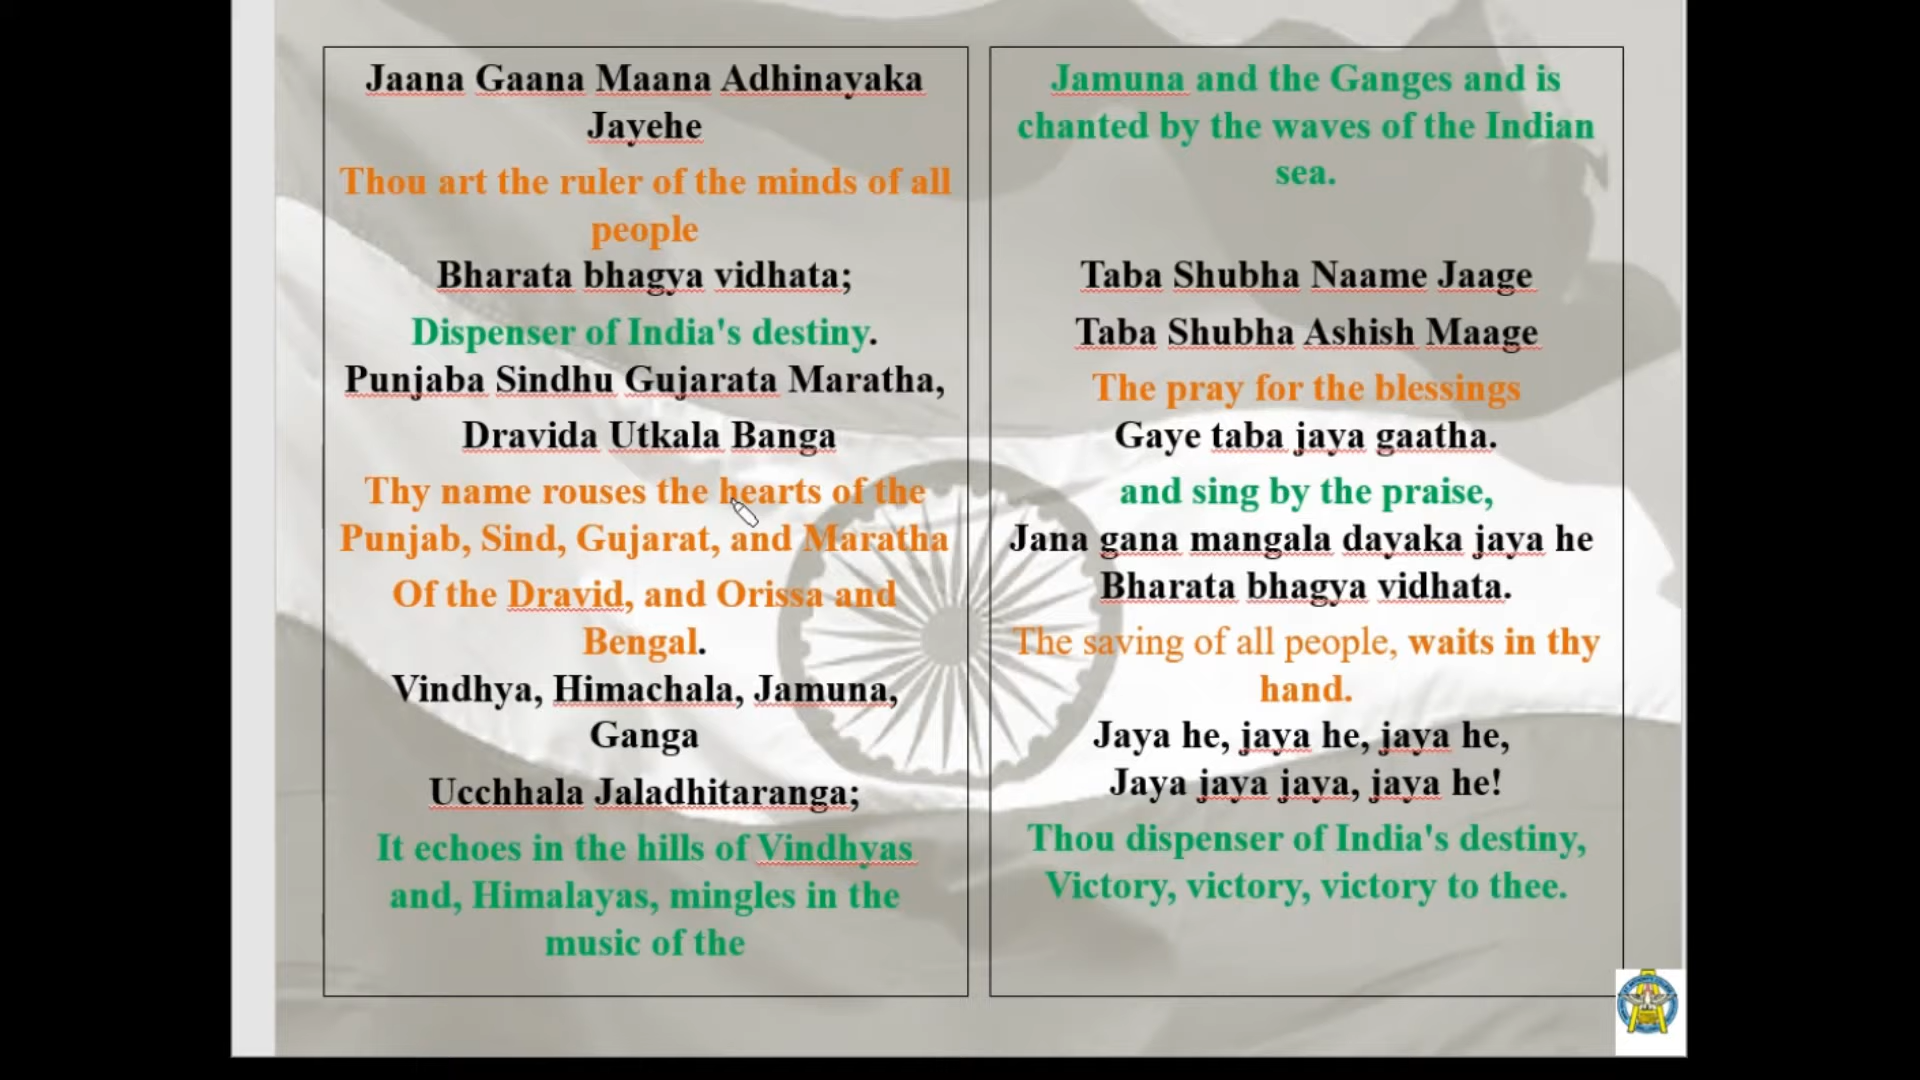 Jaana Gaana Maana Adhinayaka
Jayehe
Thou art the ruler of the minds of all
people
Bharata bhagya vidhata;
Dispenser of India's destiny.
Punjaba Sindhu Gujarata Maratha,
Dravida Utkala Banga
Thy name rouses the hearts of the
Punjab, Sind, Gujarat, and Maratha
Of the Dravid, and Orissa and
Bengal.
Vindhya, Himachala, Jamuna,
Ganga
Ucchhala Jaladhitaranga;
It echoes in the hills of Vindhyas
and, Himalayas, mingles in the
music of the
Jamuna and the Ganges and is
chanted by the waves of the Indian
sea.
Taba Shubha Naame Jaage
Taba Shubha Ashish Maage
The pray for the blessings
Gaye taba jaya gaatha.
and sing by the praise,
Jana gana mangala dayaka jaya he
Bharata bhagya vidhata.
The saving of all people, waits in thy
hand.
Jaya he, jaya he, jaya he,
Jaya jaya jaya, jaya he!
Thou dispenser of India's destiny,
Victory, victory, victory to thee.